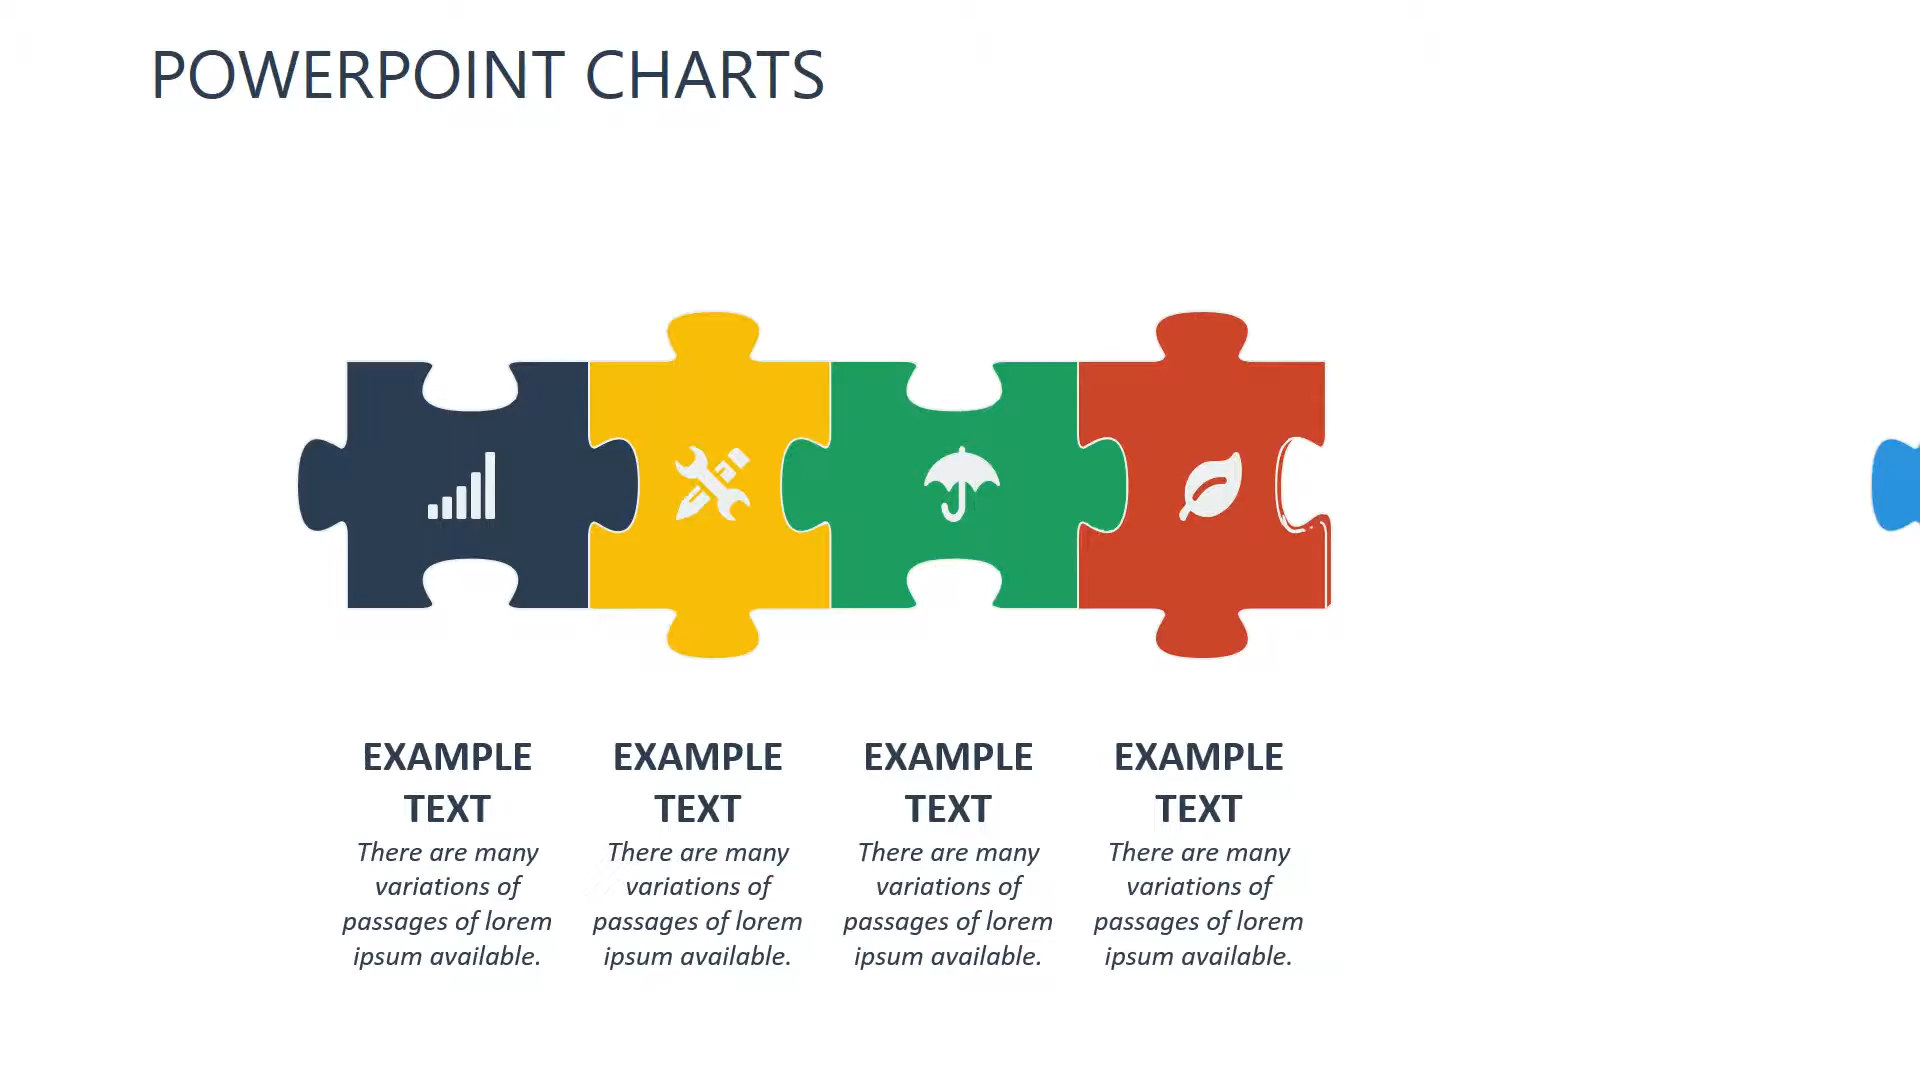 POWERPOINT CHARTS
EXAMPLE
TEXT
There are many
variations of
passages of lorem
ipsum available.
EXAMPLE
TEXT
There are many
variations of
passages of lorem
ipsum available.
EXAMPLE
TEXT
There are many
variations of
passages of lorem
ipsum available.
EXAMPLE
TEXT
There are many
variations of
passages of lorem
ipsum available.